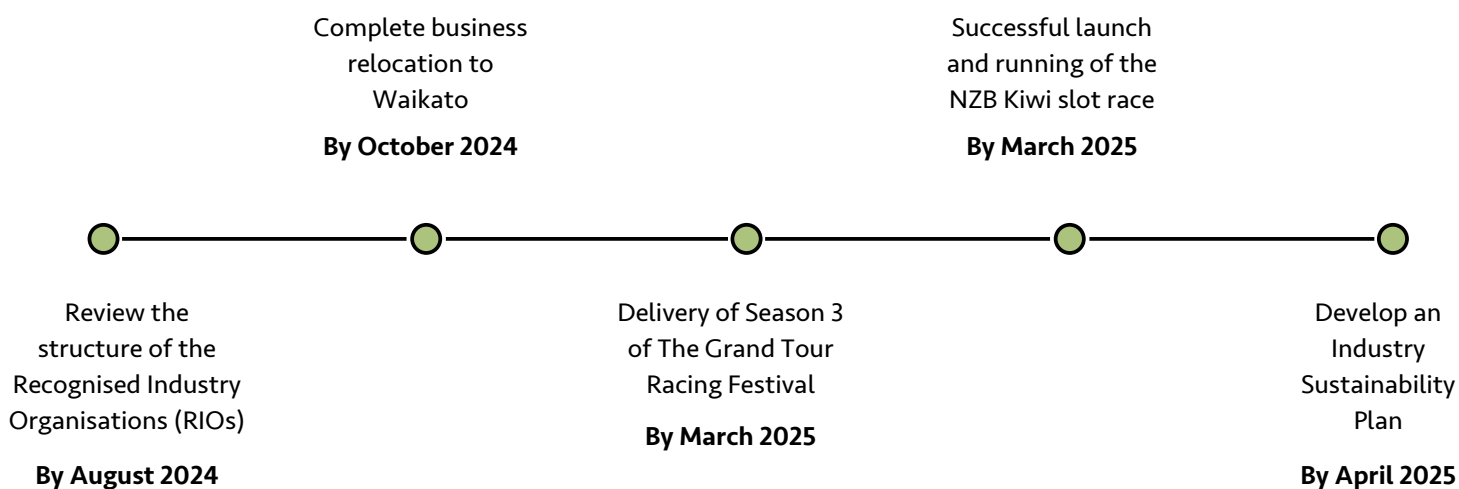 Complete business
relocation to
Waikato
By October 2024
Successful launch
and running of the
NZB Kiwi slot race
By March 2025
Review the
structure of the
Recognised Industry
Organisations (RIOs)
By August 2024
Delivery of Season 3
of The Grand Tour
Racing Festival
By March 2025
Develop an
Industry
Sustainability
Plan
By April 2025